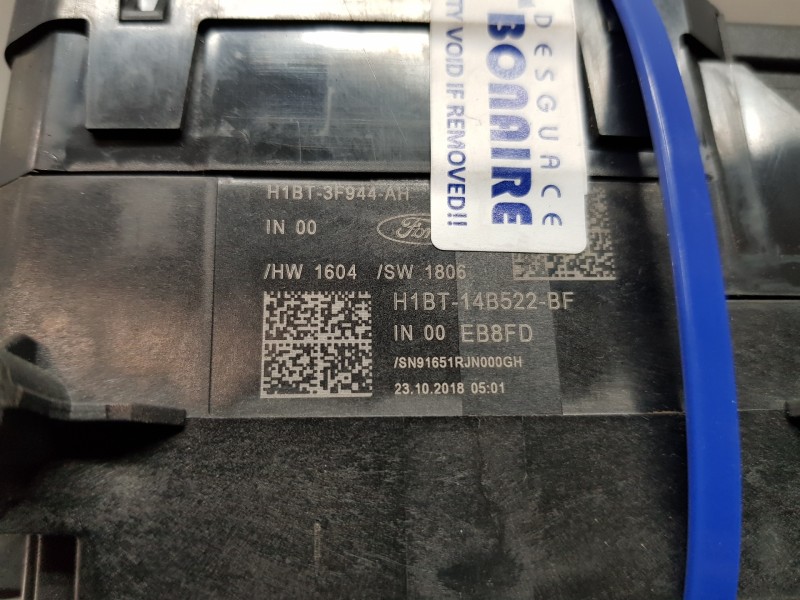 DESGUACE
BONAIRE
TY VOID IF REMOVED!!
H1BT-3F944-AH
IN 00
Ford
/HW 1604 /SW 1806
H1BT-14B522-BF
IN 00 EB8FD
/SN91651RJN000GH
23.10.2018 05:01